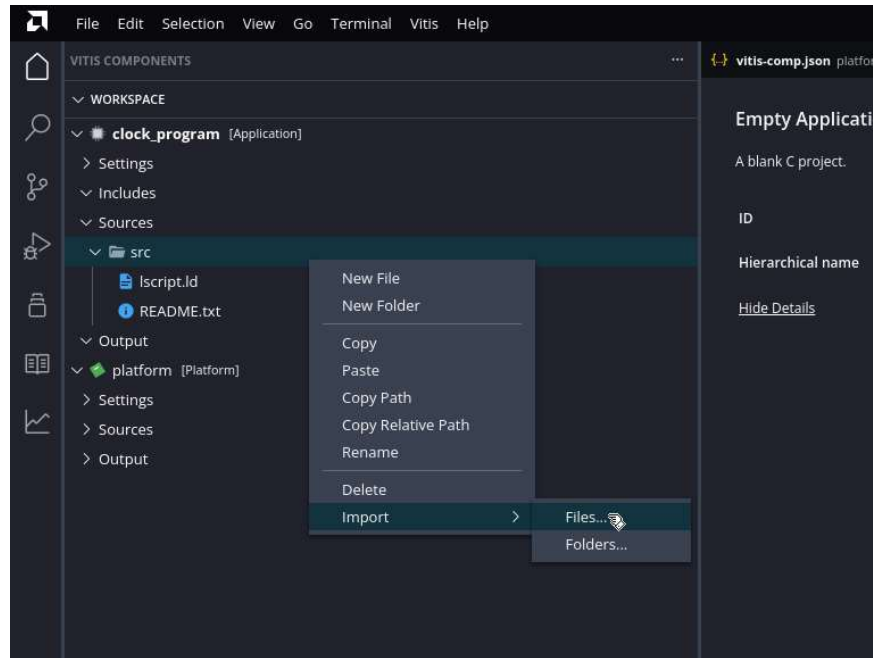 File Edit Selection View Go Terminal Vitis Help
VITIS COMPONENTS ...
WORKSPACE
clock_program [Application]
Settings
Includes
Sources
src
lscript.ld
README.txt
Output
platform [Platform]
Settings
Sources
Output
New File
New Folder
Copy
Paste
Copy Path
Copy Relative Path
Rename
Delete
Import
Files...
Folders...
{..} vitis-comp.json platfor
Empty Applicati
A blank C project.
ID
Hierarchical name
Hide Details